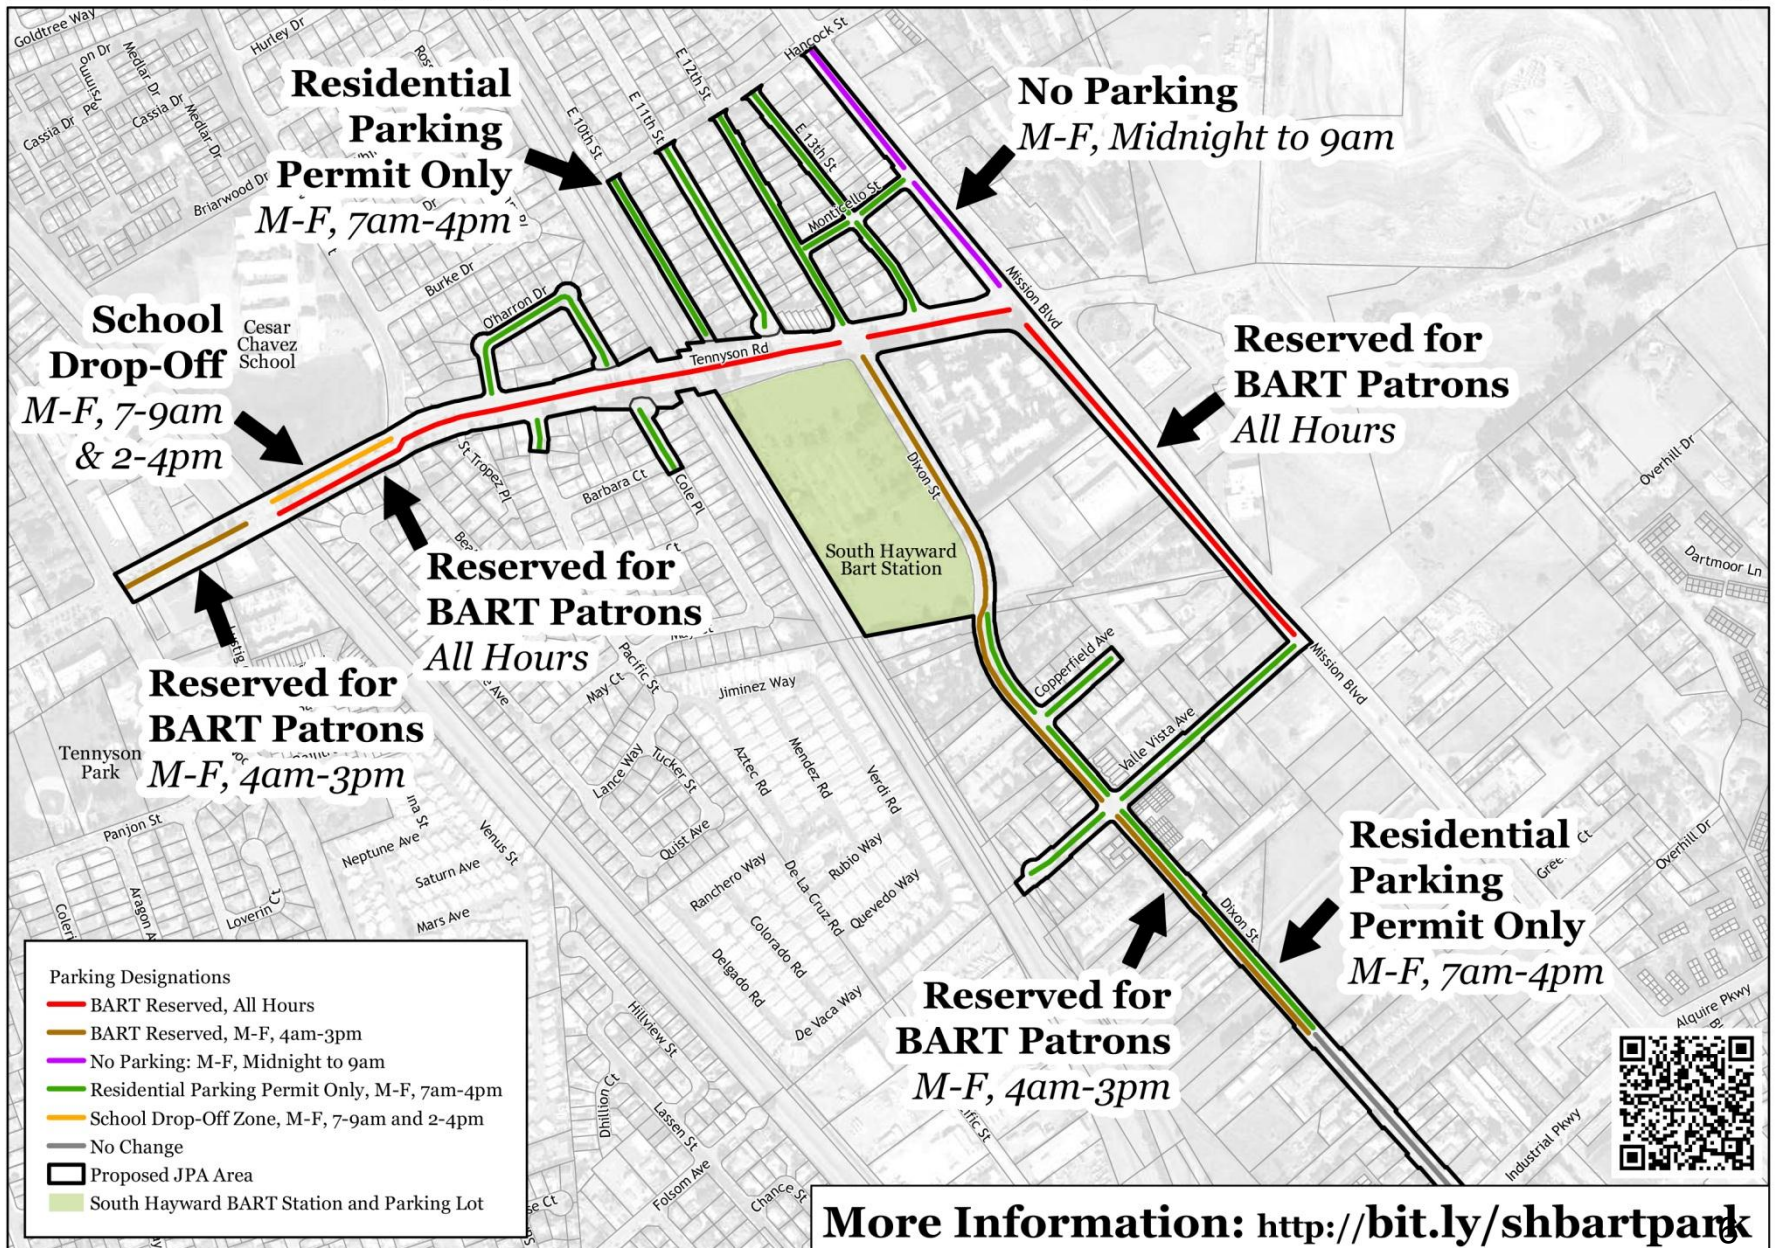 Goldtree Way
Hurley Dr
Medlar Dr
Cassia Dr
Cassia Dr
Medlar Dr
Briarwood Dr
Burke Dr
O'harron Dr
E 10th St
E 11th St
E 12th St
E 13th St
Hancock St
Monticello St
Residential
Parking
Permit Only
M-F, 7am-4pm
No Parking
M-F, Midnight to 9am
School
Drop-Off
M-F, 7-9am
& 2-4pm
Cesar
Chavez
School
Tennyson Rd
Mission Blvd
Reserved for
BART Patrons
All Hours
Overhill Dr
Dartmoor Ln
St Tropez Pl
Barbara Ct
Cole Pl
Dixon St
South Hayward
Bart Station
Reserved for
BART Patrons
All Hours
Reserved for
BART Patrons
M-F, 4am-3pm
Tennyson
Park
Pacific St
May Ct
Jiminez Way
Lance Way
Tucker St
Quist Ave
Aztec Rd
Mendez Rd
Verdi Rd
Copperfield Ave
Valle Vista Ave
Mission Blvd
Panjon St
Neptune Ave
Saturn Ave
Mars Ave
Venus St
Loverin Ct
Ranchero Way
Rubio Way
De La Cruz Rd
Quevedo Way
Colorado Rd
Delgado Rd
De Vaca Way
Hillview St
Dhillion Ct
Lassen St
Folsom Ave
Chance St
Residential
Parking
Permit Only
M-F, 7am-4pm
Overhill Dr
Dixon St
Reserved for
BART Patrons
M-F, 4am-3pm
Alquire Pkwy
Industrial Pkwy
Parking Designations
BART Reserved, All Hours
BART Reserved, M-F, 4am-3pm
No Parking: M-F, Midnight to 9am
Residential Parking Permit Only, M-F, 7am-4pm
School Drop-Off Zone, M-F, 7-9am and 2-4pm
No Change
Proposed JPA Area
South Hayward BART Station and Parking Lot
More Information: http://bit.ly/shbartpark